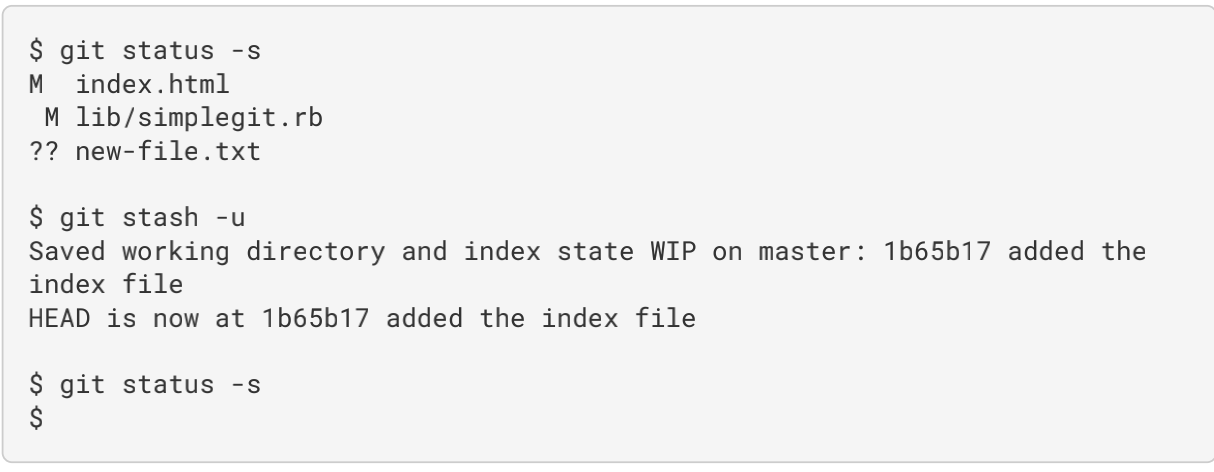 $ git status -s
M  index.html
 M lib/simplegit.rb
?? new-file.txt

$ git stash -u
Saved working directory and index state WIP on master: 1b65b17 added the
index file
HEAD is now at 1b65b17 added the index file

$ git status -s
$